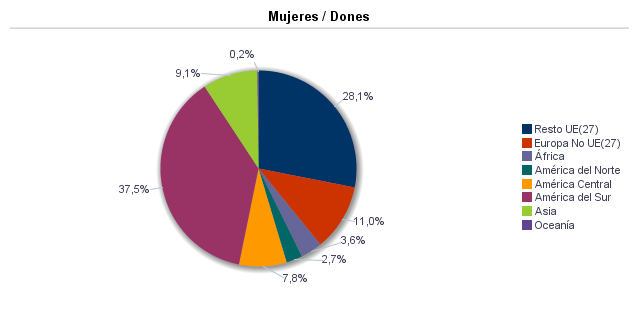 Mujeres / Dones
0,2%
9,1%
28,1%
37,5%
11,0%
3,6%
2,7%
7,8%
Resto UE(27)
Europa No UE(27)
África
América del Norte
América Central
América del Sur
Asia
Oceanía